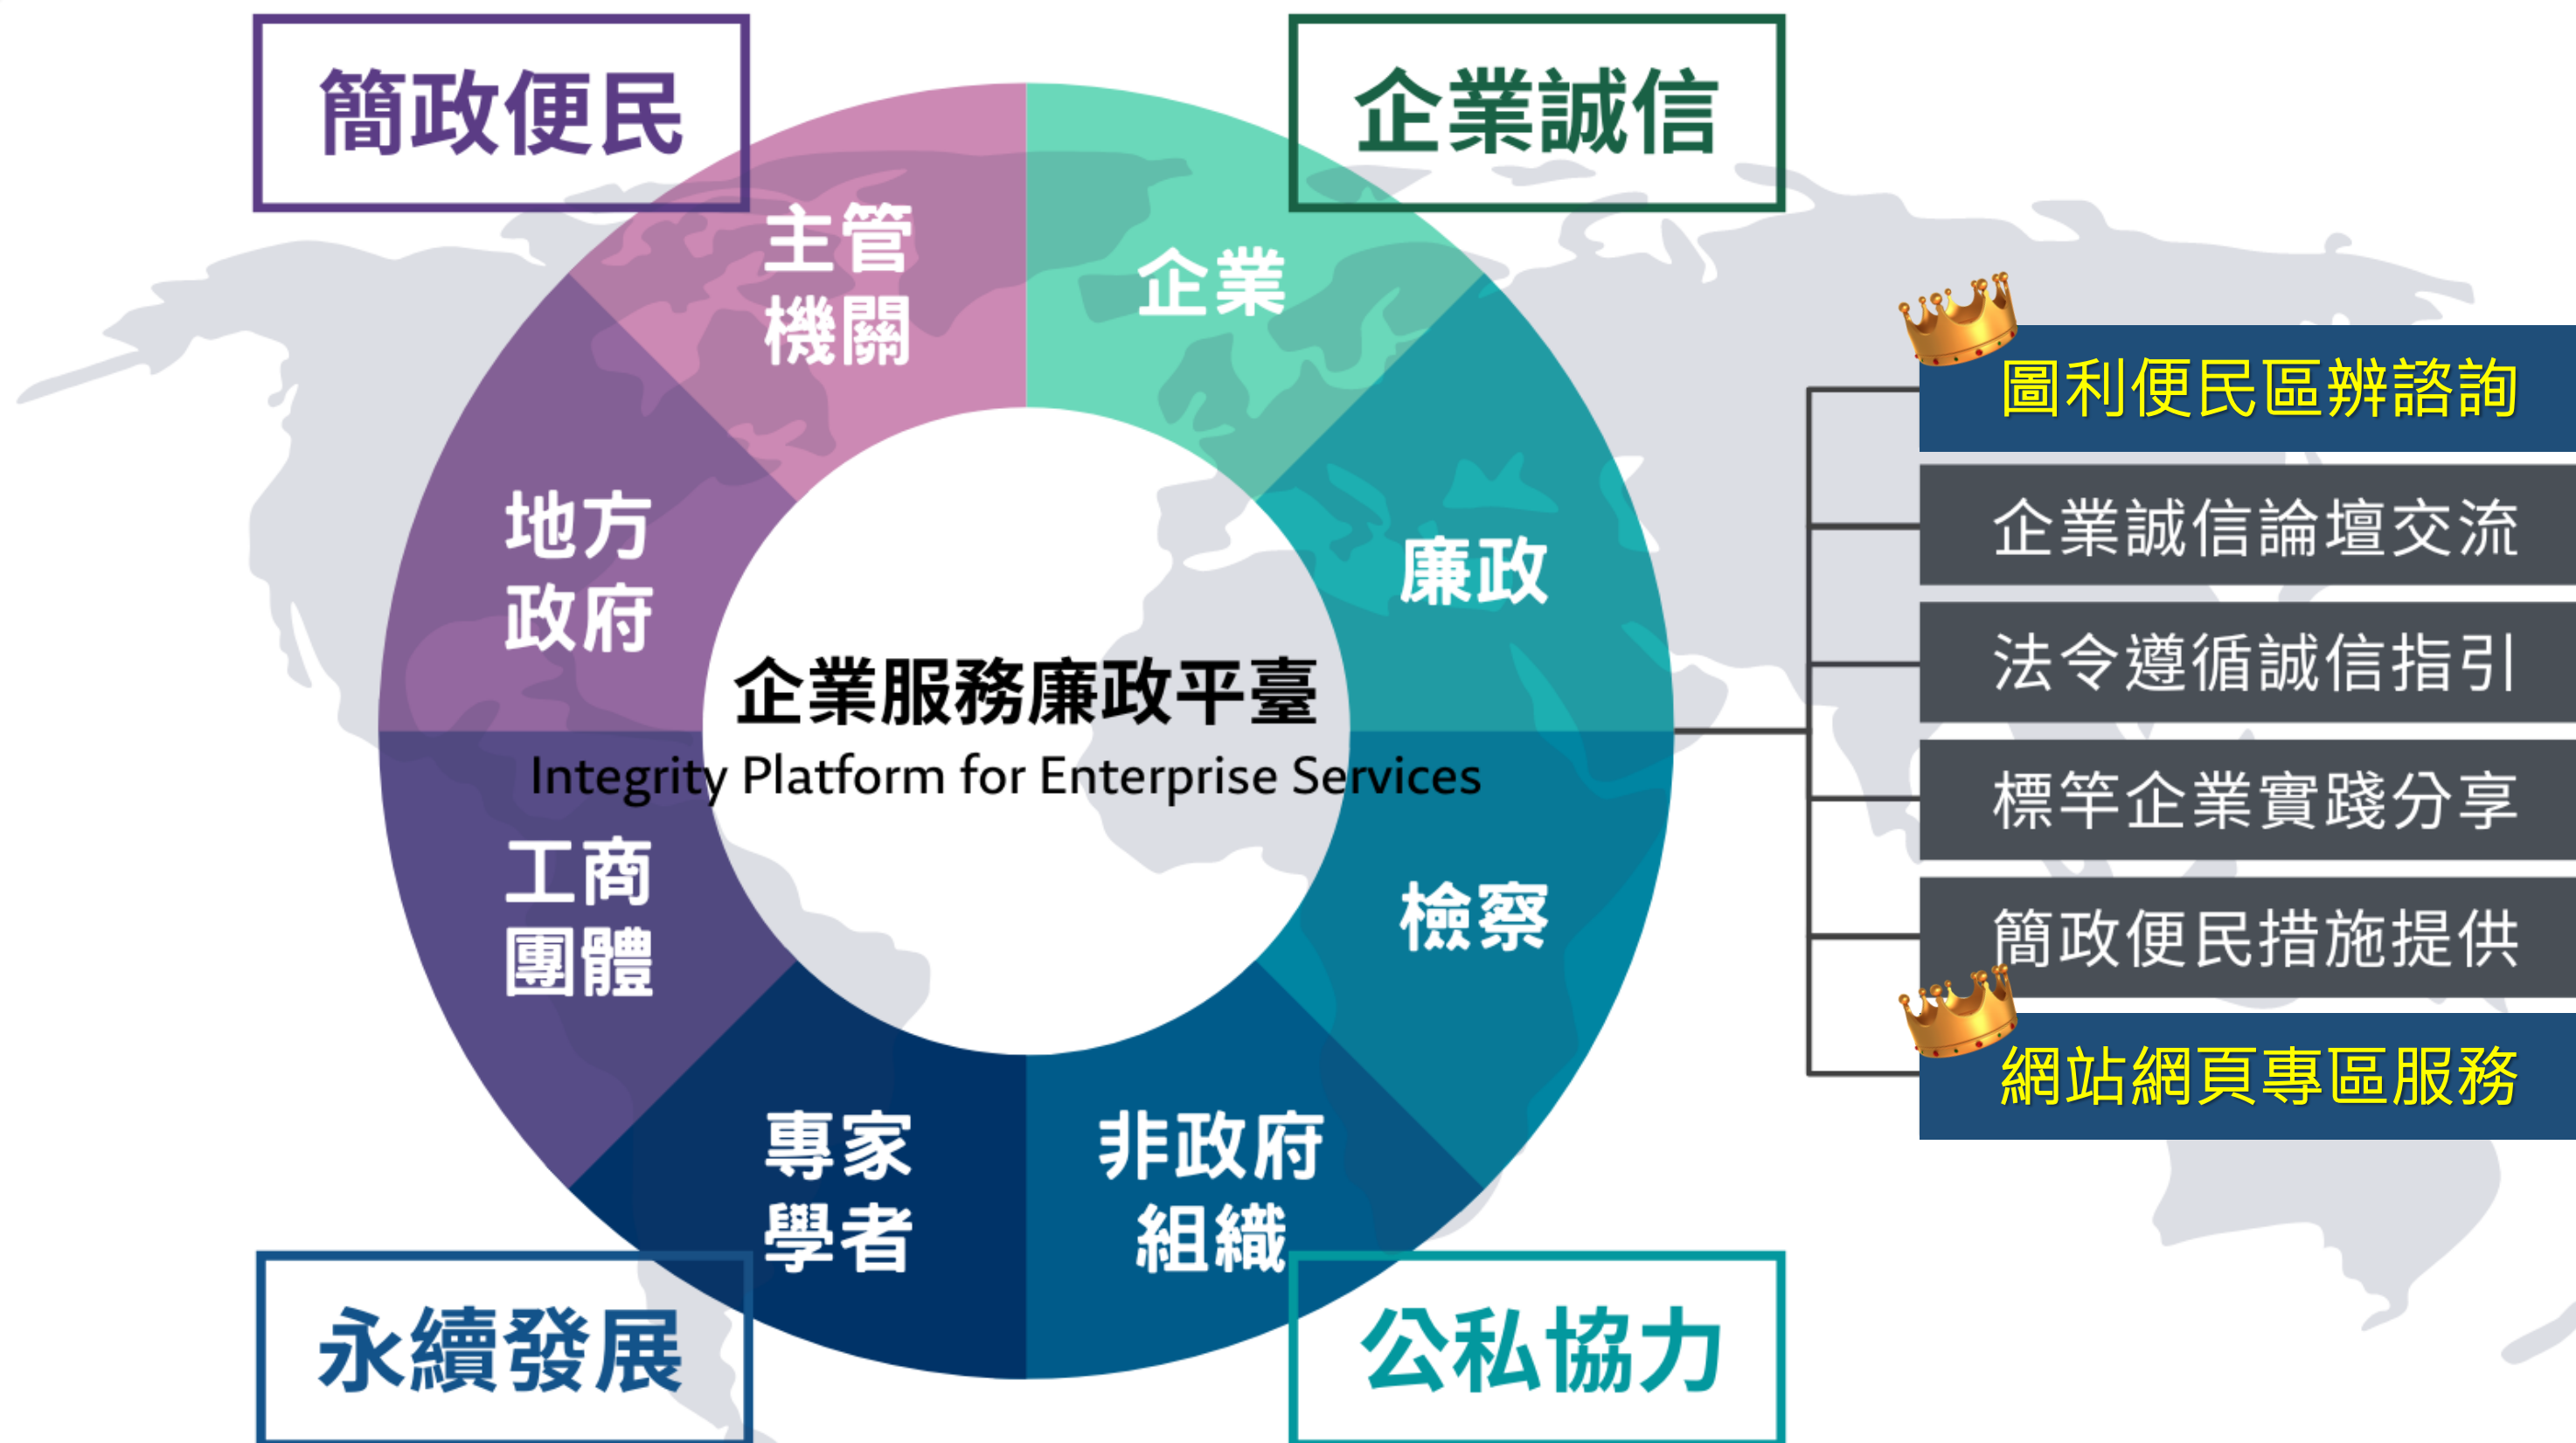 簡政便民
企業誠信
主管
機關
企業
地方
政府
廉政
企業服務廉政平臺
Integrity Platform for Enterprise Services
工商
團體
檢察
專家
學者
非政府
組織
永續發展
公私協力
圖利便民區辨諮詢
企業誠信論壇交流
法令遵循誠信指引
標竿企業實踐分享
簡政便民措施提供
網站網頁專區服務